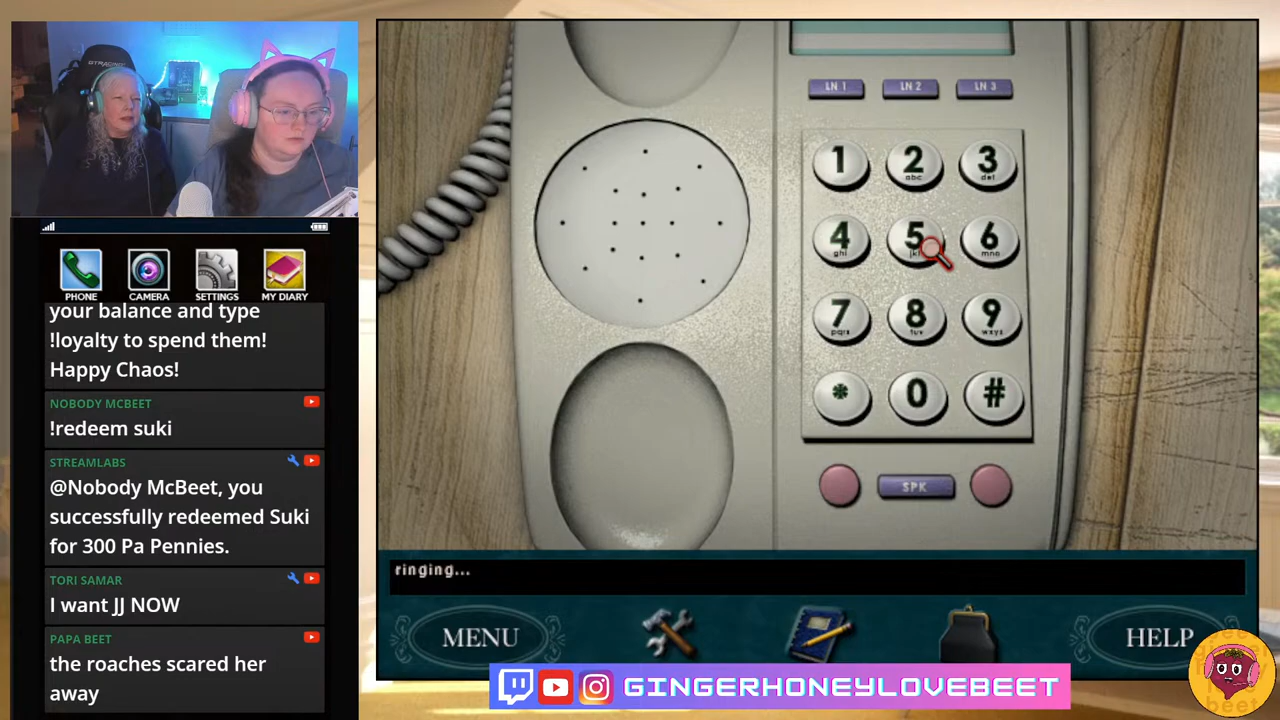 PHONE CAMERA SETTINGS MY DIARY
your balance and type
!loyalty to spend them!
Happy Chaos!
NOBODY MCBEET
!redeem suki
STREAMLABS
@Nobody McBeet, you
successfully redeemed Suki
for 300 Pa Pennies.
TORI SAMAR
I want JJ NOW
PAPA BEET
the roaches scared her
away
LN 1 LN 2 LN 3
1 2 3
abc def
4 5 6
ghi jkl mno
7 8 9
pqrs tuv wxyz
* 0 #
SPK
ringing...
MENU HELP
GINGERHONEYLOVEBEET